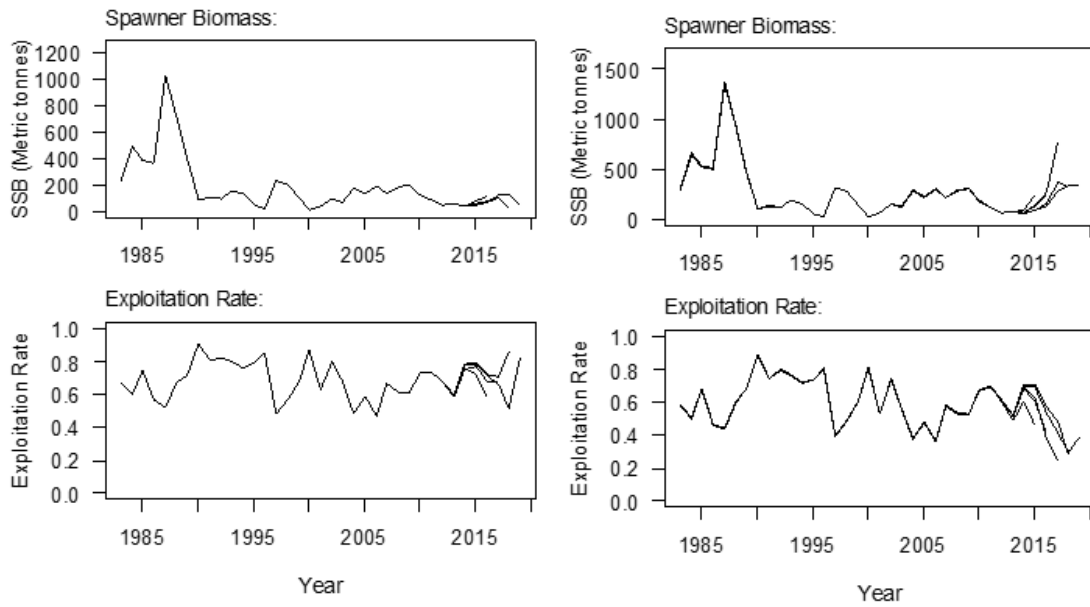 Spawner Biomass:
SSB (Metric tonnes)
1200
1000
800
600
400
200
0
1985 1995 2005 2015
Exploitation Rate:
Exploitation Rate
1.0
0.8
0.6
0.4
0.2
0.0
1985 1995 2005 2015
Year
Spawner Biomass:
SSB (Metric tonnes)
1500
500
0
1985 1995 2005 2015
Exploitation Rate:
Exploitation Rate
1.0
0.8
0.6
0.4
0.2
0.0
1985 1995 2005 2015
Year